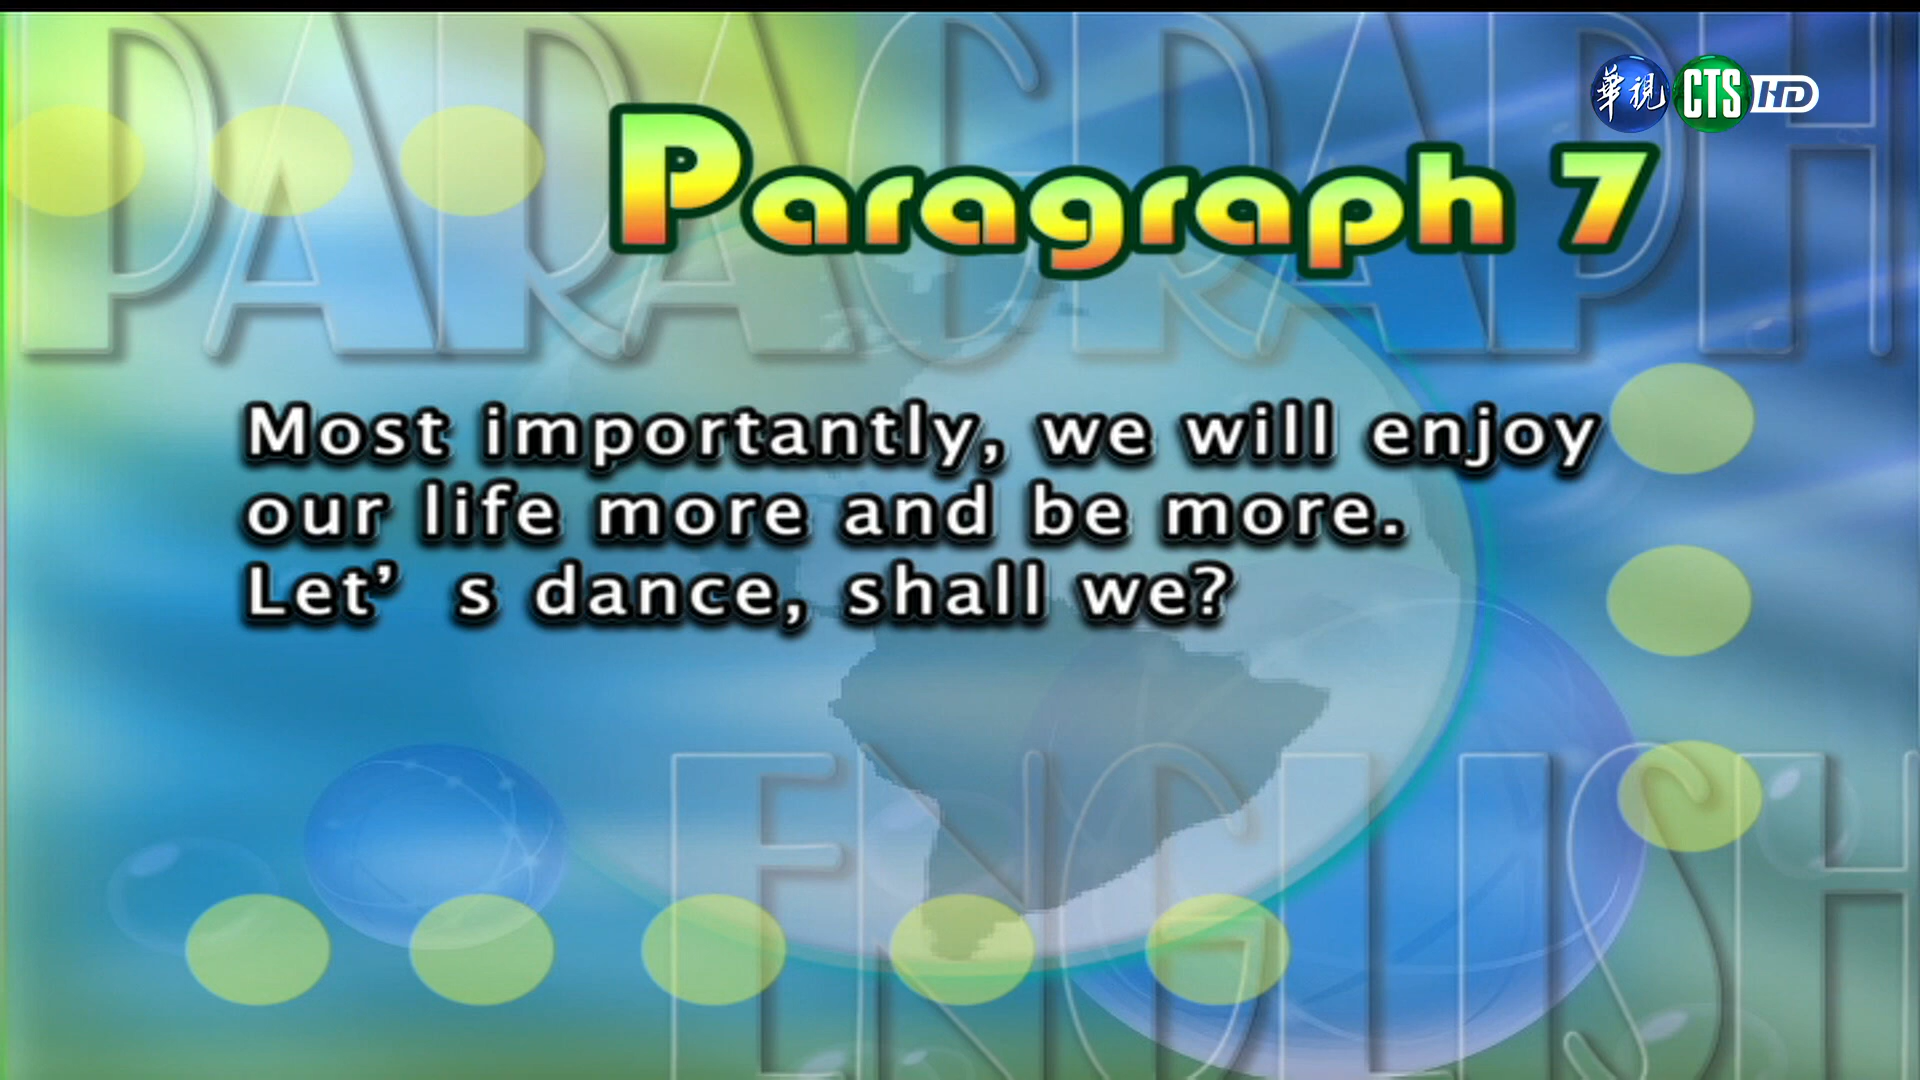 PARAGRAPH
華視 CTS HD
Paragraph 7
Most importantly, we will enjoy
our life more and be more.
Let’s dance, shall we?
ENGLISH